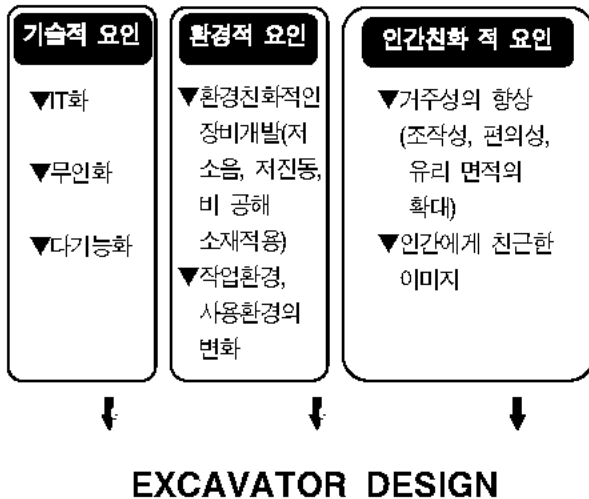 기술적 요인
▼IT화
▼무인화
▼다기능화
환경적 요인
▼환경친화적인
장비개발(저
소음, 저진동,
비 공해
소재적용)
▼작업환경,
사용환경의
변화
인간친화 적 요인
▼거주성의 향상
(조작성, 편의성,
유리 면적의
확대)
▼인간에게 친근한
이미지
EXCAVATOR DESIGN